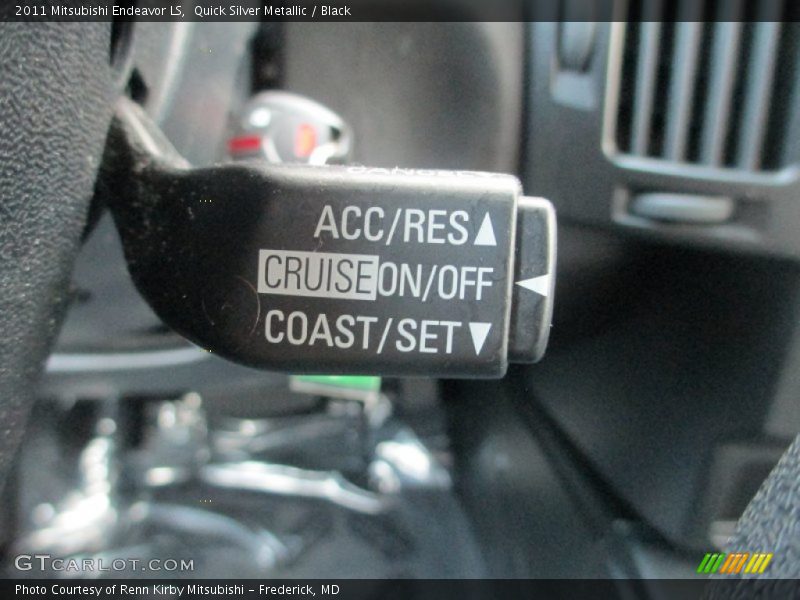 2011 Mitsubishi Endeavor LS,  Quick Silver Metallic / Black
CANCEL
ACC/RES▲
CRUISE ON/OFF ◀
COAST/SET▼
GTCARLOT.COM
Photo Courtesy of Renn Kirby Mitsubishi – Frederick, MD